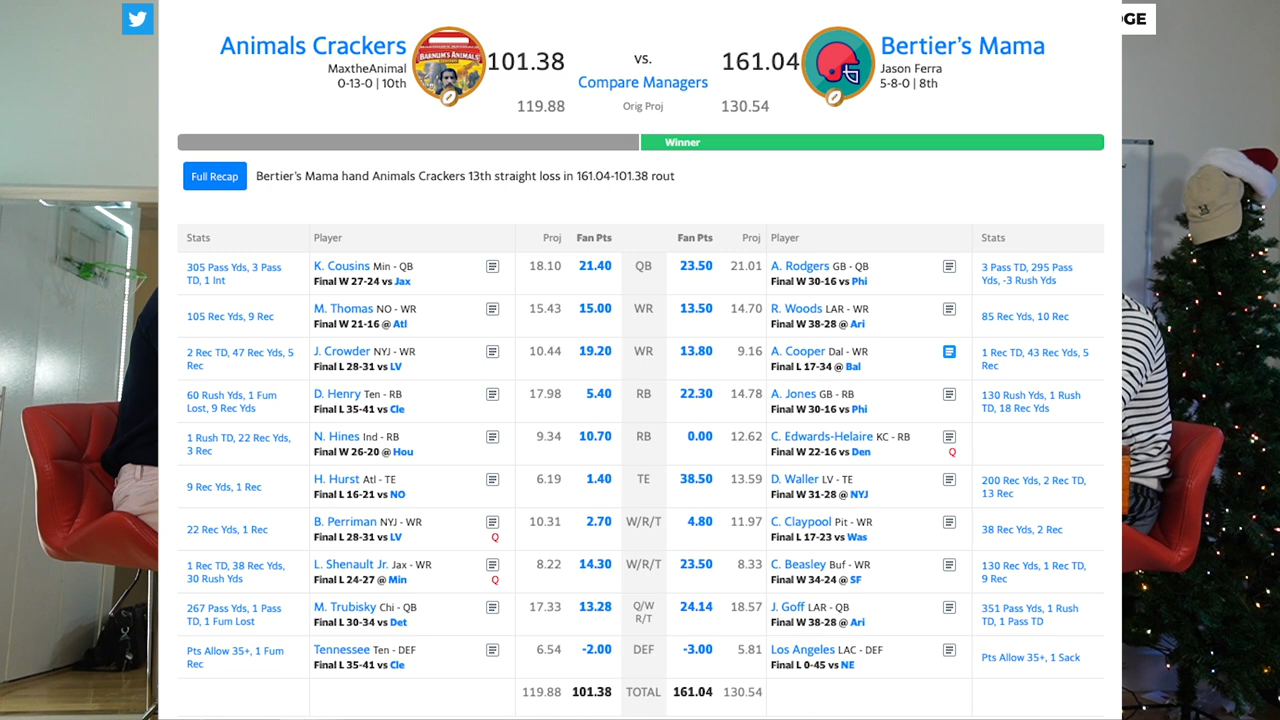 DGE
Animals Crackers
MaxtheAnimal
0-13-0 | 10th
BARNUM'S ANIMALS
101.38
119.88
vs.
Compare Managers
Orig Proj
161.04
130.54
Bertier's Mama
Jason Ferra
5-8-0 | 8th
Winner
Full Recap Bertier's Mama hand Animals Crackers 13th straight loss in 161.04-101.38 rout
Stats Player Proj Fan Pts Fan Pts Proj Player Stats
305 Pass Yds, 3 Pass
TD, 1 Int
K. Cousins Min - QB
Final W 27-24 vs Jax
18.10 21.40 QB 23.50 21.01
A. Rodgers GB - QB
Final W 30-16 vs Phi
3 Pass TD, 295 Pass
Yds, -3 Rush Yds
105 Rec Yds, 9 Rec
M. Thomas NO - WR
Final W 21-16 @ Atl
15.43 15.00 WR 13.50 14.70
R. Woods LAR - WR
Final W 38-28 @ Ari
85 Rec Yds, 10 Rec
2 Rec TD, 47 Rec Yds, 5
Rec
J. Crowder NYJ - WR
Final L 28-31 vs LV
10.44 19.20 WR 13.80 9.16
A. Cooper Dal - WR
Final L 17-34 @ Bal
1 Rec TD, 43 Rec Yds, 5
Rec
60 Rush Yds, 1 Fum
Lost, 9 Rec Yds
D. Henry Ten - RB
Final L 35-41 vs Cle
17.98 5.40 RB 22.30 14.78
A. Jones GB - RB
Final W 30-16 vs Phi
130 Rush Yds, 1 Rush
TD, 18 Rec Yds
1 Rush TD, 22 Rec Yds,
3 Rec
N. Hines Ind - RB
Final W 26-20 @ Hou
9.34 10.70 RB 0.00 12.62
C. Edwards-Helaire KC - RB
Final W 22-16 vs Den
Q
9 Rec Yds, 1 Rec
H. Hurst Atl - TE
Final L 16-21 vs NO
6.19 1.40 TE 38.50 13.59
D. Waller LV - TE
Final W 31-28 @ NYJ
200 Rec Yds, 2 Rec TD,
13 Rec
22 Rec Yds, 1 Rec
B. Perriman NYJ - WR
Final L 28-31 vs LV
Q
10.31 2.70 W/R/T 4.80 11.97
C. Claypool Pit - WR
Final L 17-23 vs Was
38 Rec Yds, 2 Rec
1 Rec TD, 38 Rec Yds,
30 Rush Yds
L. Shenault Jr. Jax - WR
Final L 24-27 @ Min
Q
8.22 14.30 W/R/T 23.50 8.33
C. Beasley Buf - WR
Final W 34-24 @ SF
130 Rec Yds, 1 Rec TD,
9 Rec
267 Pass Yds, 1 Pass
TD, 1 Fum Lost
M. Trubisky Chi - QB
Final L 30-34 vs Det
17.33 13.28 Q/W
R/T
24.14 18.57
J. Goff LAR - QB
Final W 38-28 @ Ari
351 Pass Yds, 1 Rush
TD, 1 Pass TD
Pts Allow 35+, 1 Fum
Rec
Tennessee Ten - DEF
Final L 35-41 vs Cle
6.54 -2.00 DEF -3.00 5.81
Los Angeles LAC - DEF
Final L 0-45 vs NE
Pts Allow 35+, 1 Sack
119.88 101.38 TOTAL 161.04 130.54